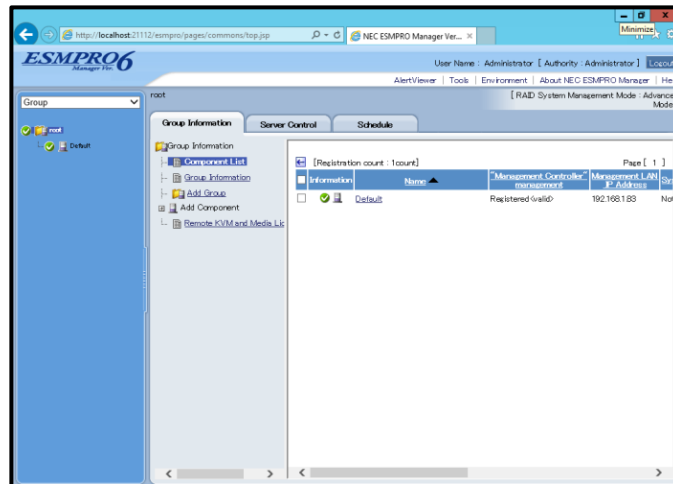 http://localhost:21112/esmpro/pages/commons/top.jsp
NEC ESMPRO Manager Ver...
Minimize
ESMPRO6
Manager Ver.
User Name : Administrator [ Authority : Administrator ] Logout
AlertViewer | Tools | Environment | About NEC ESMPRO Manager | He
Group
root
[ RAID System Management Mode : Advance
Mode
Group Information Server Control Schedule
root
Default
Group Information
Component List
Group Information
Add Group
Add Component
Remote KVM and Media Lic
[Registration count : 1count] Page [ 1 ]
Information Name "Management Controller" management Management LAN IP Address
Default Registered (valid) 192.168.1.83 Not